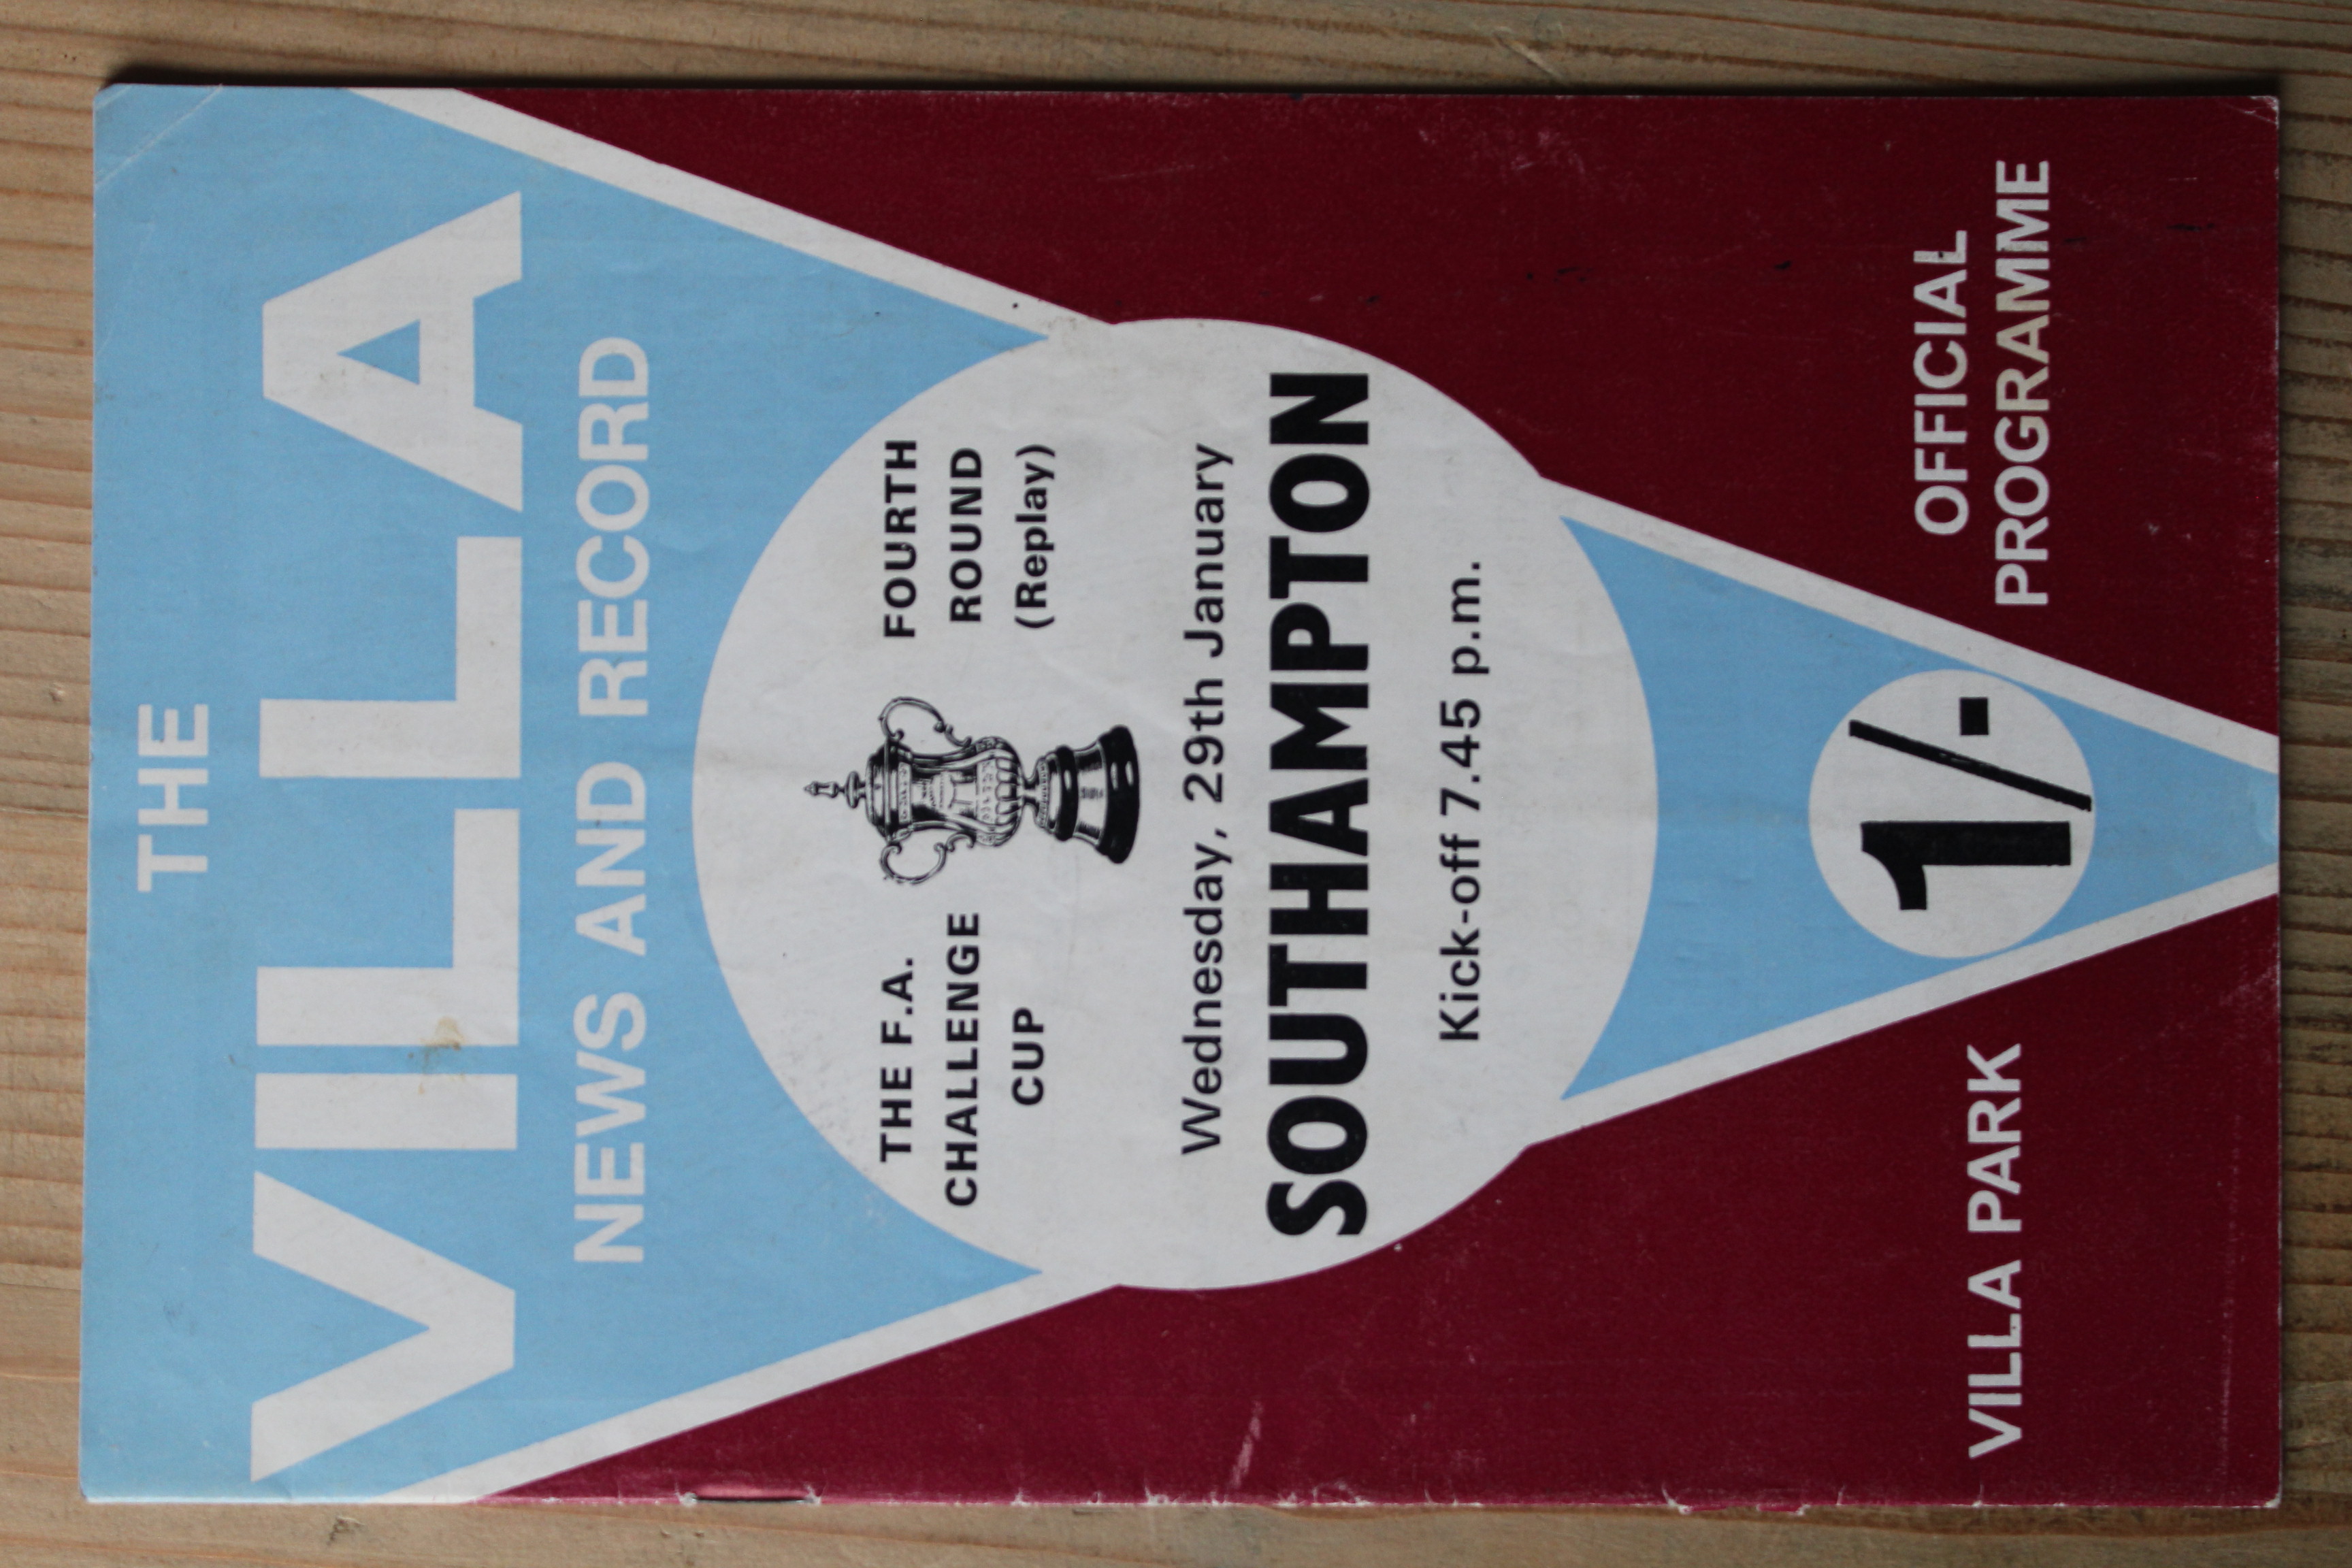 THE
VILLA
NEWS AND RECORD
THE F.A.
CHALLENGE
CUP
FOURTH
ROUND
(Replay)
Wednesday, 29th January
SOUTHAMPTON
Kick-off 7.45 p.m.
VILLA PARK
1/-
OFFICIAL
PROGRAMME